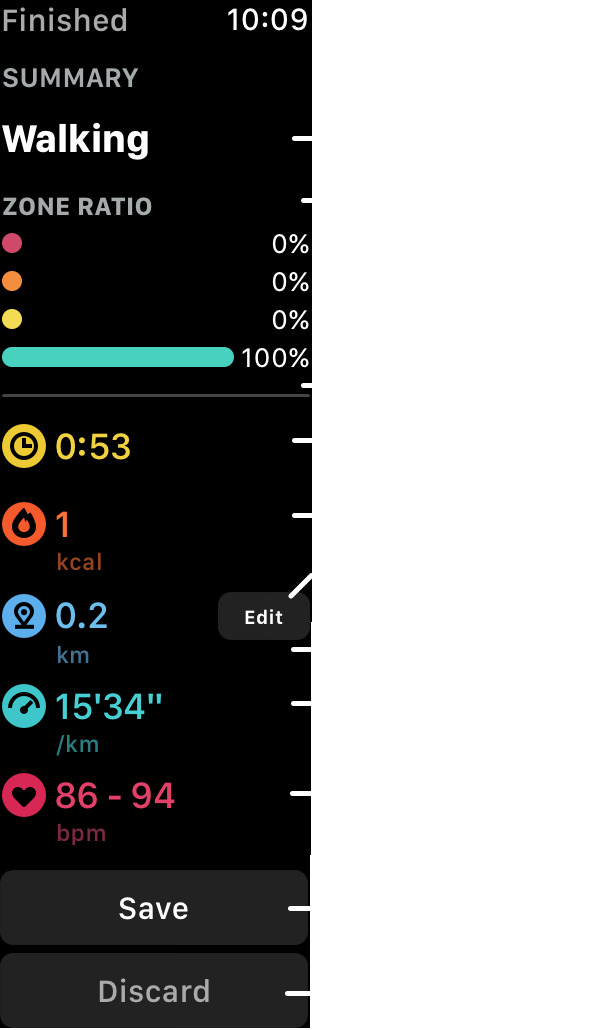 Finished 10:09
SUMMARY
Walking
ZONE RATIO
0%
0%
0%
100%
0:53
1
kcal
0.2 Edit
km
15'34"
/km
86 - 94
bpm
Save
Discard